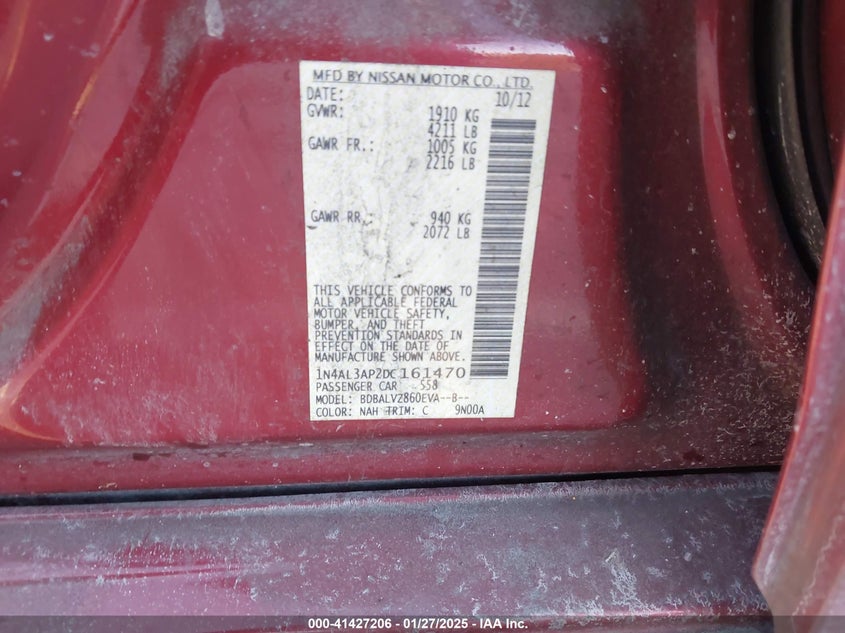 MFD BY NISSAN MOTOR CO., LTD.
DATE: 10/12
GVWR: 1910 KG
4211 LB
GAWR FR.: 1005 KG
2216 LB
GAWR RR.: 940 KG
2072 LB
THIS VEHICLE CONFORMS TO
ALL APPLICABLE FEDERAL
MOTOR VEHICLE SAFETY,
BUMPER, AND THEFT
PREVENTION STANDARDS IN
EFFECT ON THE DATE OF
MANUFACTURE SHOWN ABOVE.
1N4AL3AP2DC161470
PASSENGER CAR 558
MODEL: BDBALVZ860EVA--B--
COLOR: NAH TRIM: C 9N00A
000-41427206 - 01/27/2025 - IAA Inc.